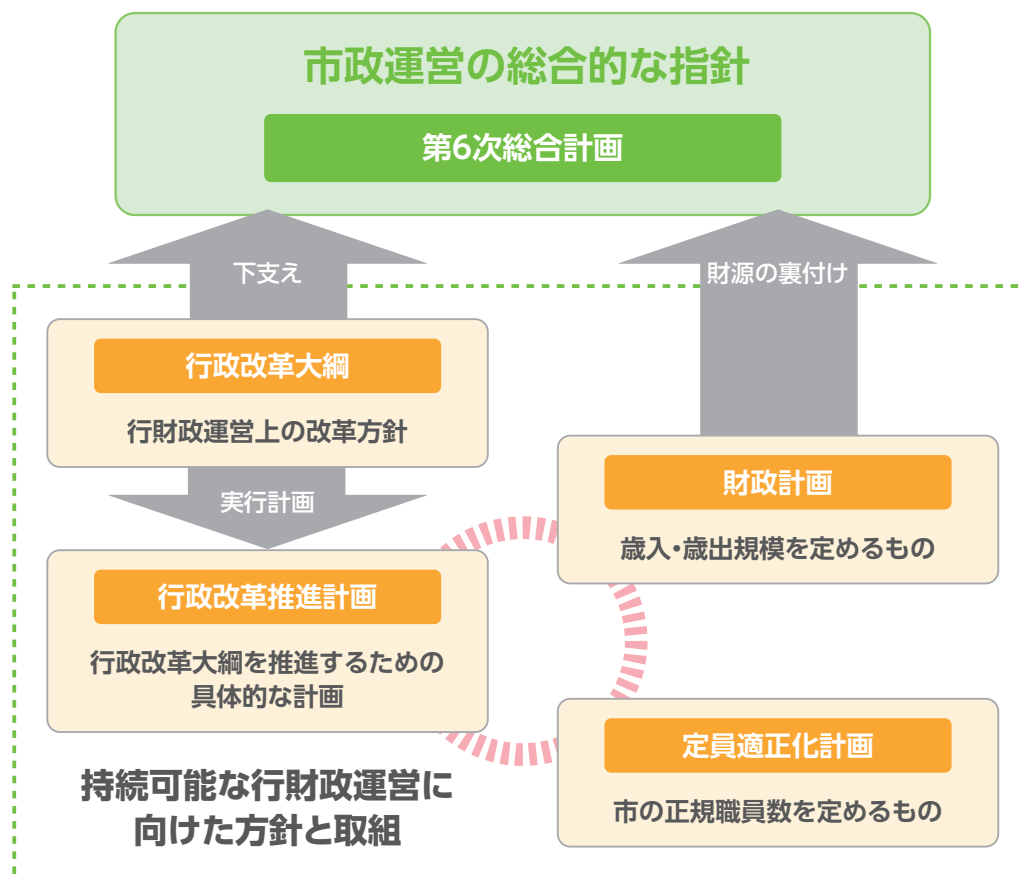 市政運営の総合的な指針
第6次総合計画
下支え
財源の裏付け
行政改革大綱
行財政運営上の改革方針
実行計画
財政計画
歳入・歳出規模を定めるもの
行政改革推進計画
行政改革大綱を推進するための
具体的な計画
定員適正化計画
市の正規職員数を定めるもの
持続可能な行財政運営に
向けた方針と取組